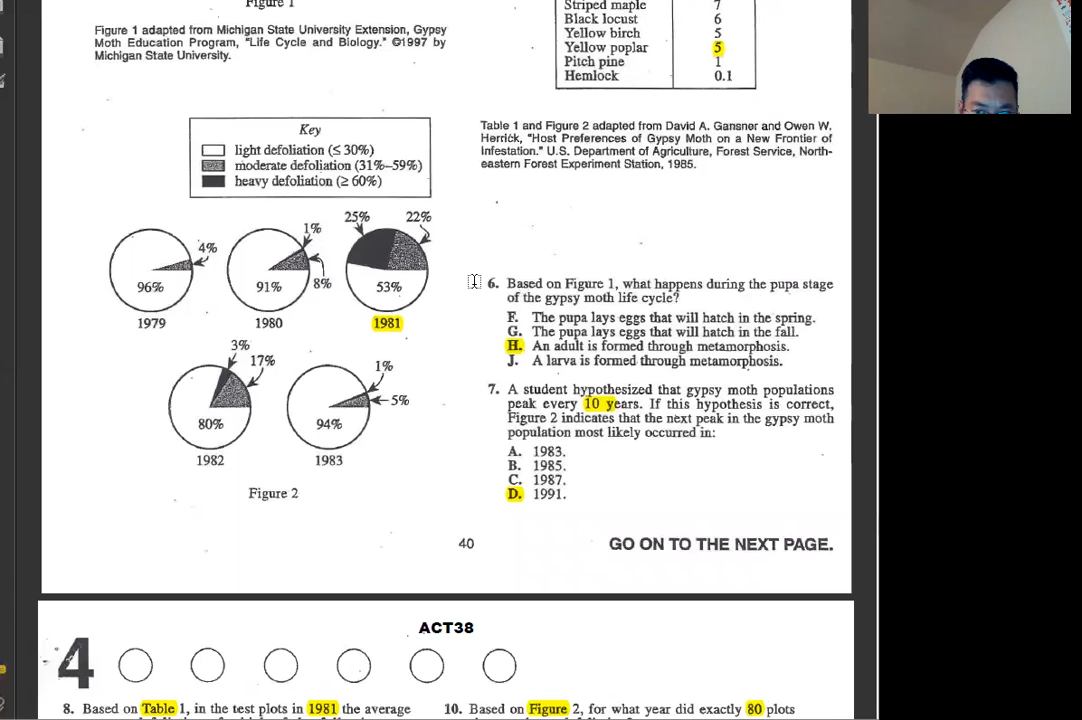 Figure 1
Figure 1 adapted from Michigan State University Extension, Gypsy
Moth Education Program, "Life Cycle and Biology." ©1997 by
Michigan State University.
Striped maple 7
Black locust 6
Yellow birch 5
Yellow poplar 5
Pitch pine 1
Hemlock 0.1
Key
light defoliation (≤ 30%)
moderate defoliation (31%–59%)
heavy defoliation (≥ 60%)
4%
96%
1979
1%
8%
91%
1980
25%
22%
53%
1981
3%
17%
80%
1982
1%
5%
94%
1983
Figure 2
Table 1 and Figure 2 adapted from David A. Gansner and Owen W.
Herrick, "Host Preferences of Gypsy Moth on a New Frontier of
Infestation." U.S. Department of Agriculture, Forest Service, North-
eastern Forest Experiment Station, 1985.
6. Based on Figure 1, what happens during the pupa stage
of the gypsy moth life cycle?
F. The pupa lays eggs that will hatch in the spring.
G. The pupa lays eggs that will hatch in the fall.
H. An adult is formed through metamorphosis.
J. A larva is formed through metamorphosis.
7. A student hypothesized that gypsy moth populations
peak every 10 years. If this hypothesis is correct,
Figure 2 indicates that the next peak in the gypsy moth
population most likely occurred in:
A. 1983.
B. 1985.
C. 1987.
D. 1991.
40
GO ON TO THE NEXT PAGE.
ACT38
4
8. Based on Table 1, in the test plots in 1981 the average
10. Based on Figure 2, for what year did exactly 80 plots